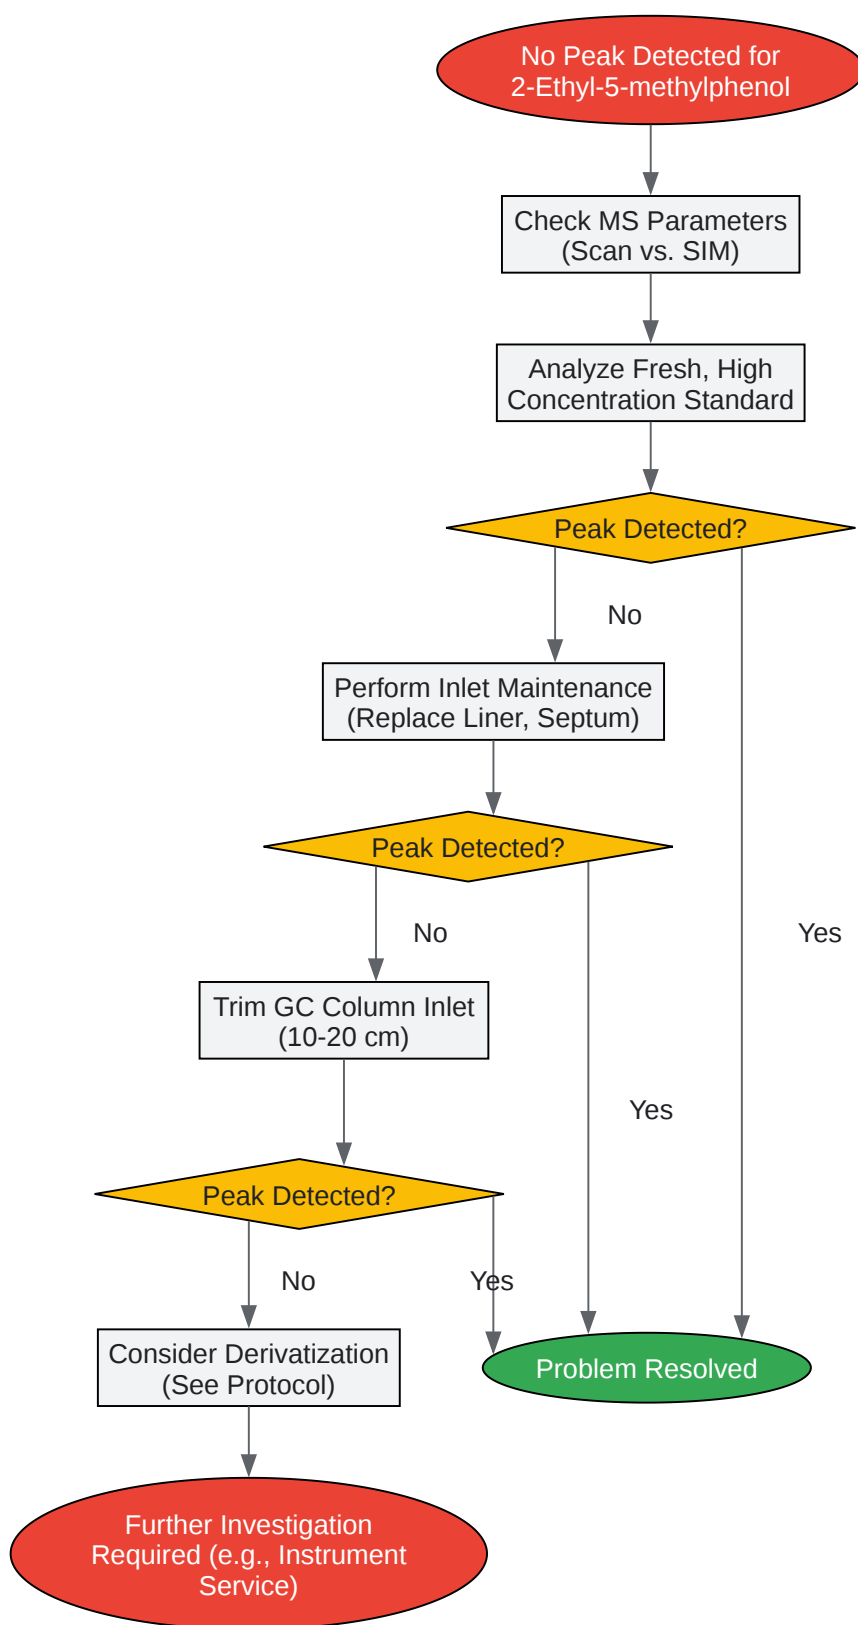 No Peak Detected for
2-Ethyl-5-methylphenol
Check MS Parameters
(Scan vs. SIM)
Analyze Fresh, High
Concentration Standard
Peak Detected?
No
Perform Inlet Maintenance
(Replace Liner, Septum)
Peak Detected?
No
Yes
Trim GC Column Inlet
(10-20 cm)
Yes
Peak Detected?
No
Yes
Consider Derivatization
(See Protocol)
Problem Resolved
Further Investigation
Required (e.g., Instrument
Service)